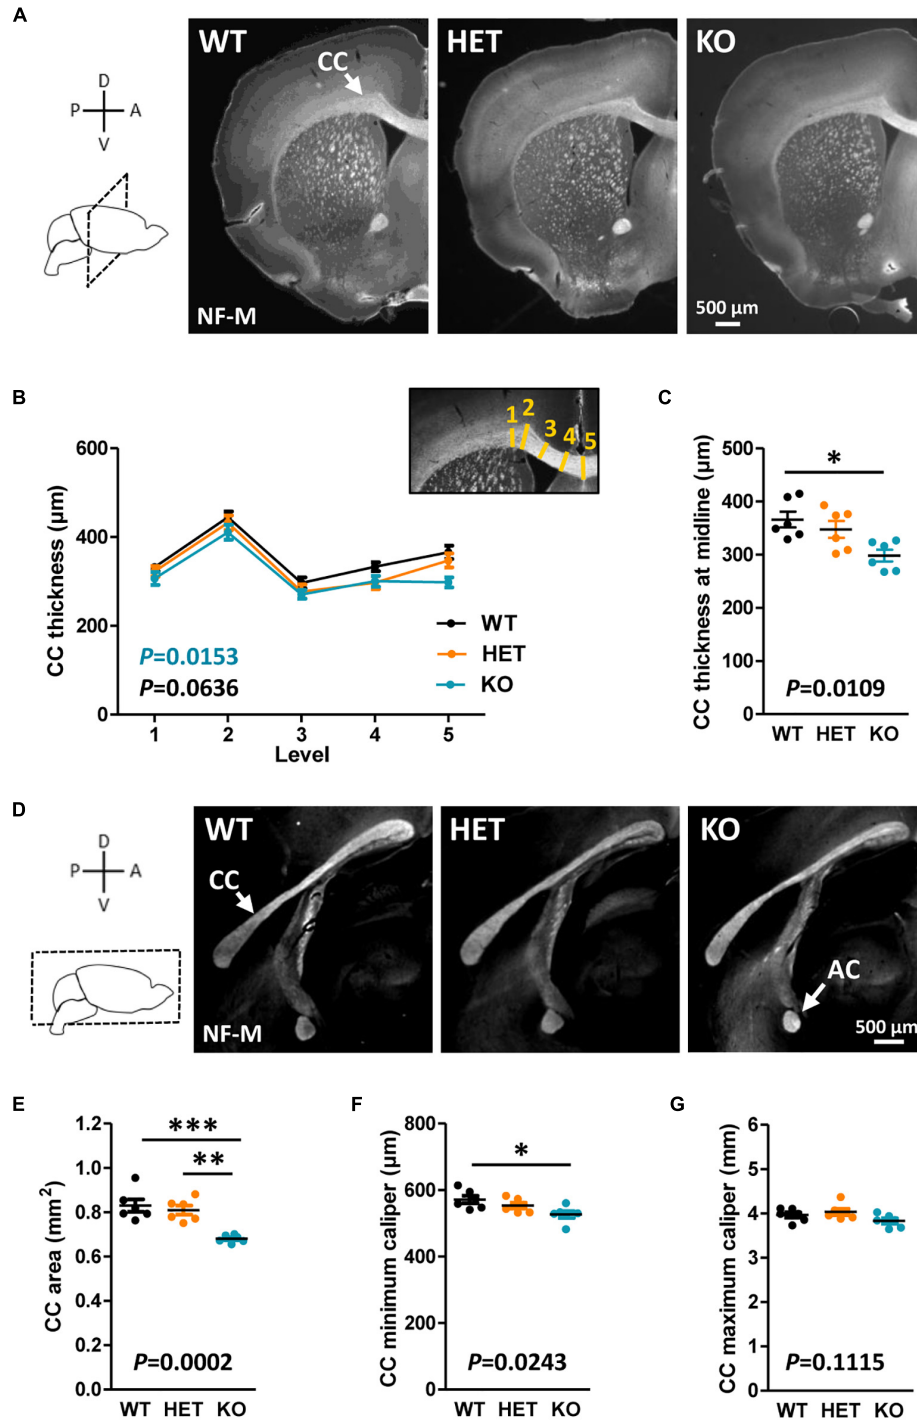 A
D
P A
V
WT
CC
NF-M
HET
KO
500 µm
B
CC thickness (µm)
600
400
200
0
1 2 3 4 5
P=0.0153
P=0.0636
WT
HET
KO
1 2 3 4 5
Level
C
CC thickness at midline (µm)
500
400
300
200
100
0
*
P=0.0109
WT HET KO
D
D
P A
V
WT
CC
NF-M
HET
KO
AC
500 µm
E
CC area (mm2)
1.2
1.0
0.8
0.6
0.4
0.2
0.0
***
**
P=0.0002
WT HET KO
F
CC minimum caliper (µm)
800
600
400
200
0
*
P=0.0243
WT HET KO
G
CC maximum caliper (mm)
6
5
4
4
2
0
P=0.1115
WT HET KO